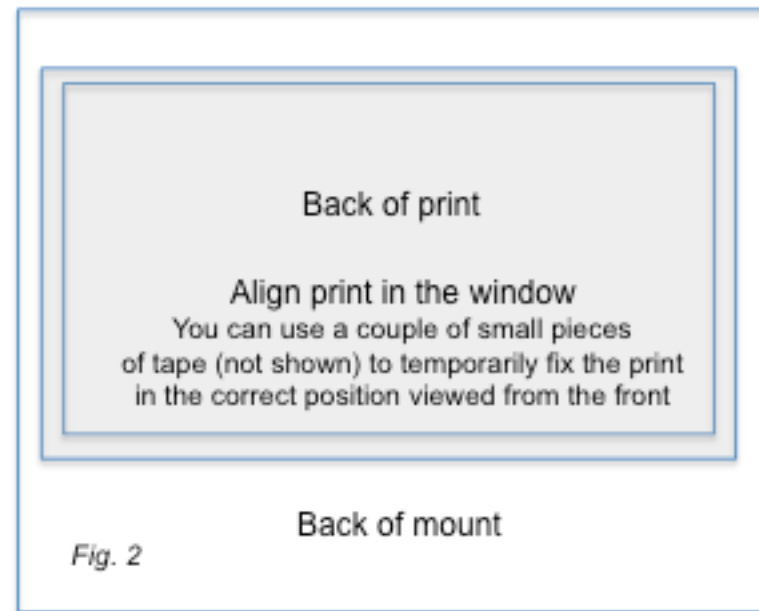 Back of print
Align print in the window
You can use a couple of small pieces
of tape (not shown) to temporarily fix the print
in the correct position viewed from the front
Back of mount
Fig. 2